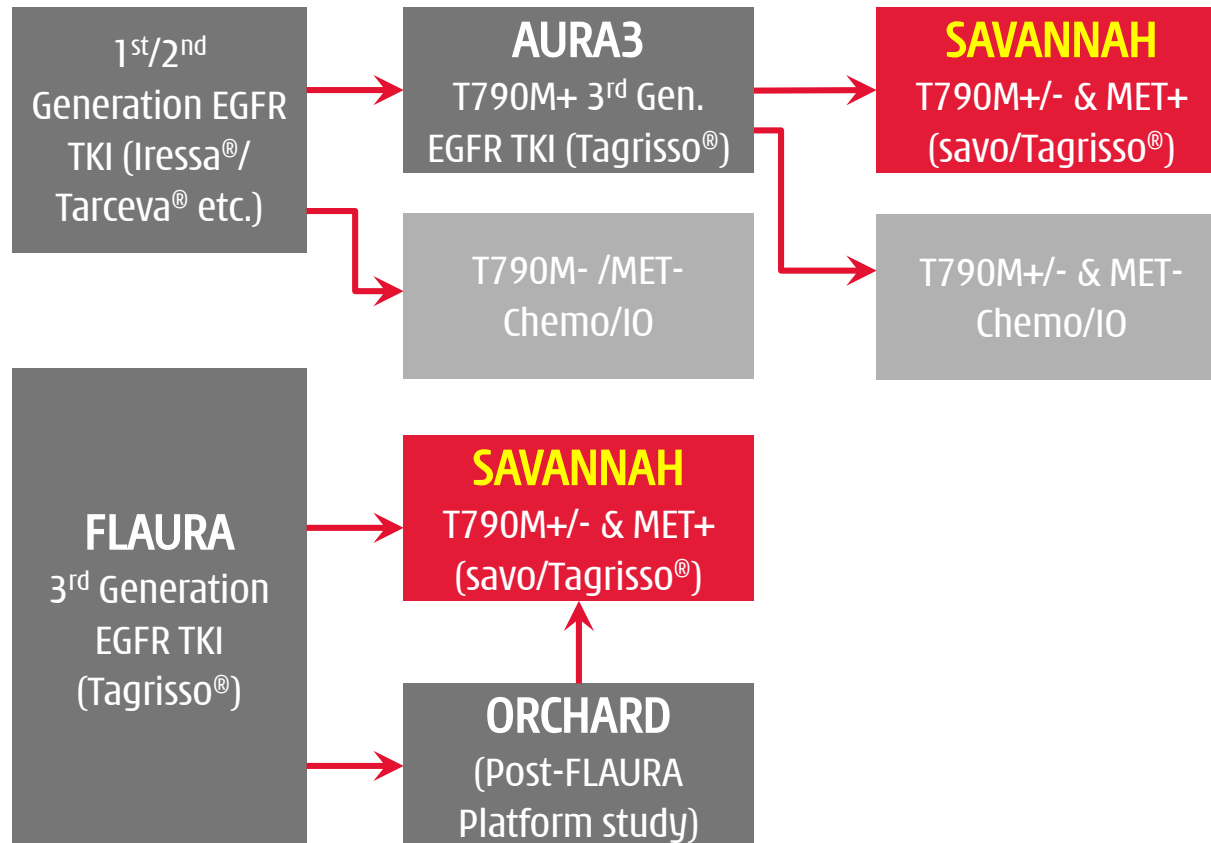 1st/2nd
Generation EGFR
TKI (Iressa®/
Tarceva® etc.)
AURA3
T790M+ 3rd Gen.
EGFR TKI (Tagrisso®)
SAVANNAH
T790M+/- & MET+
(savo/Tagrisso®)
T790M- /MET-
Chemo/IO
T790M+/- & MET-
Chemo/IO
FLAURA
3rd Generation
EGFR TKI
(Tagrisso®)
SAVANNAH
T790M+/- & MET+
(savo/Tagrisso®)
ORCHARD
(Post-FLAURA
Platform study)